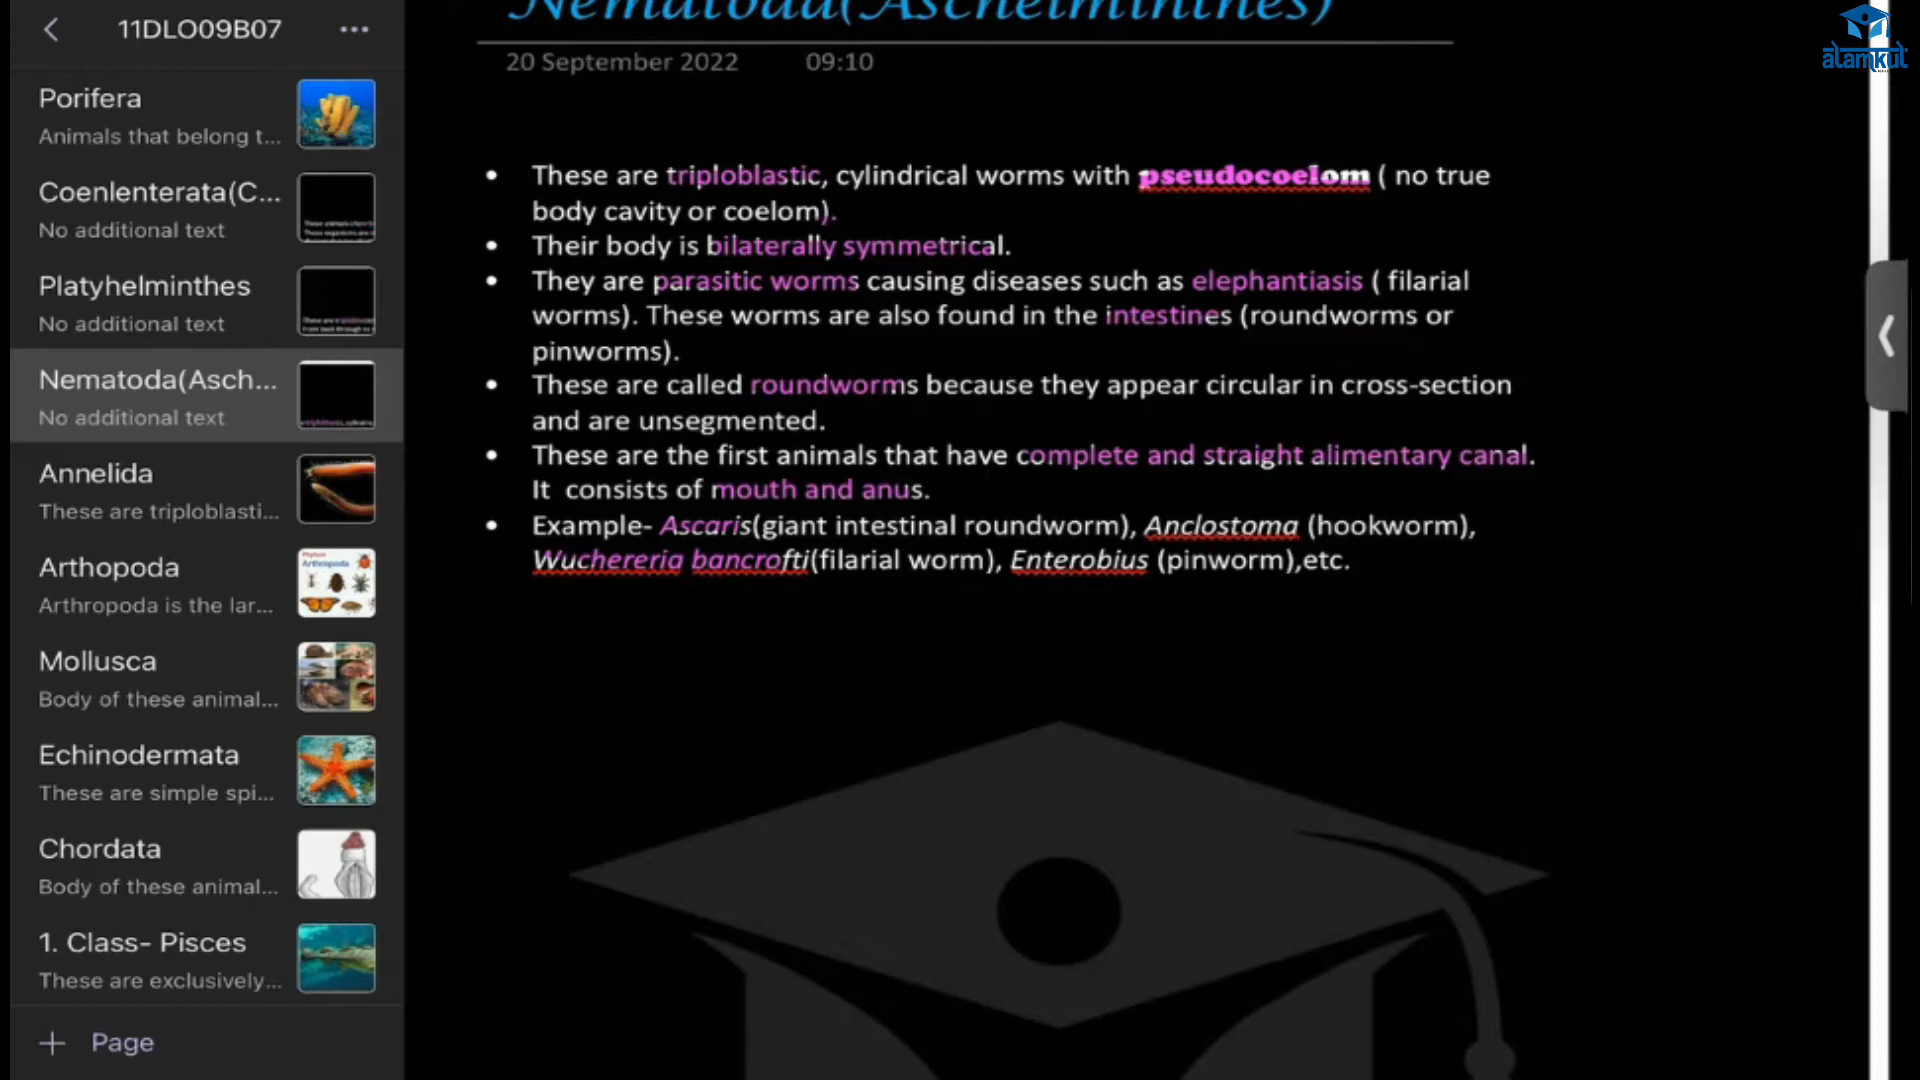 11DLO09B07
Porifera
Animals that belong t...
Coenlenterata(C...
No additional text
Platyhelminthes
No additional text
Nematoda(Asch...
No additional text
Annelida
These are triploblasti...
Arthopoda
Arthropoda is the lar...
Mollusca
Body of these animal...
Echinodermata
These are simple spi...
Chordata
Body of these animal...
1. Class- Pisces
These are exclusively...
+ Page
Nematoda(Aschelminthes)
20 September 2022 09:10
• These are triploblastic, cylindrical worms with pseudocoelom ( no true
body cavity or coelom).
• Their body is bilaterally symmetrical.
• They are parasitic worms causing diseases such as elephantiasis ( filarial
worms). These worms are also found in the intestines (roundworms or
pinworms).
• These are called roundworms because they appear circular in cross-section
and are unsegmented.
• These are the first animals that have complete and straight alimentary canal.
It consists of mouth and anus.
• Example- Ascaris(giant intestinal roundworm), Anclostoma (hookworm),
Wuchereria bancrofti(filarial worm), Enterobius (pinworm),etc.
alamkut